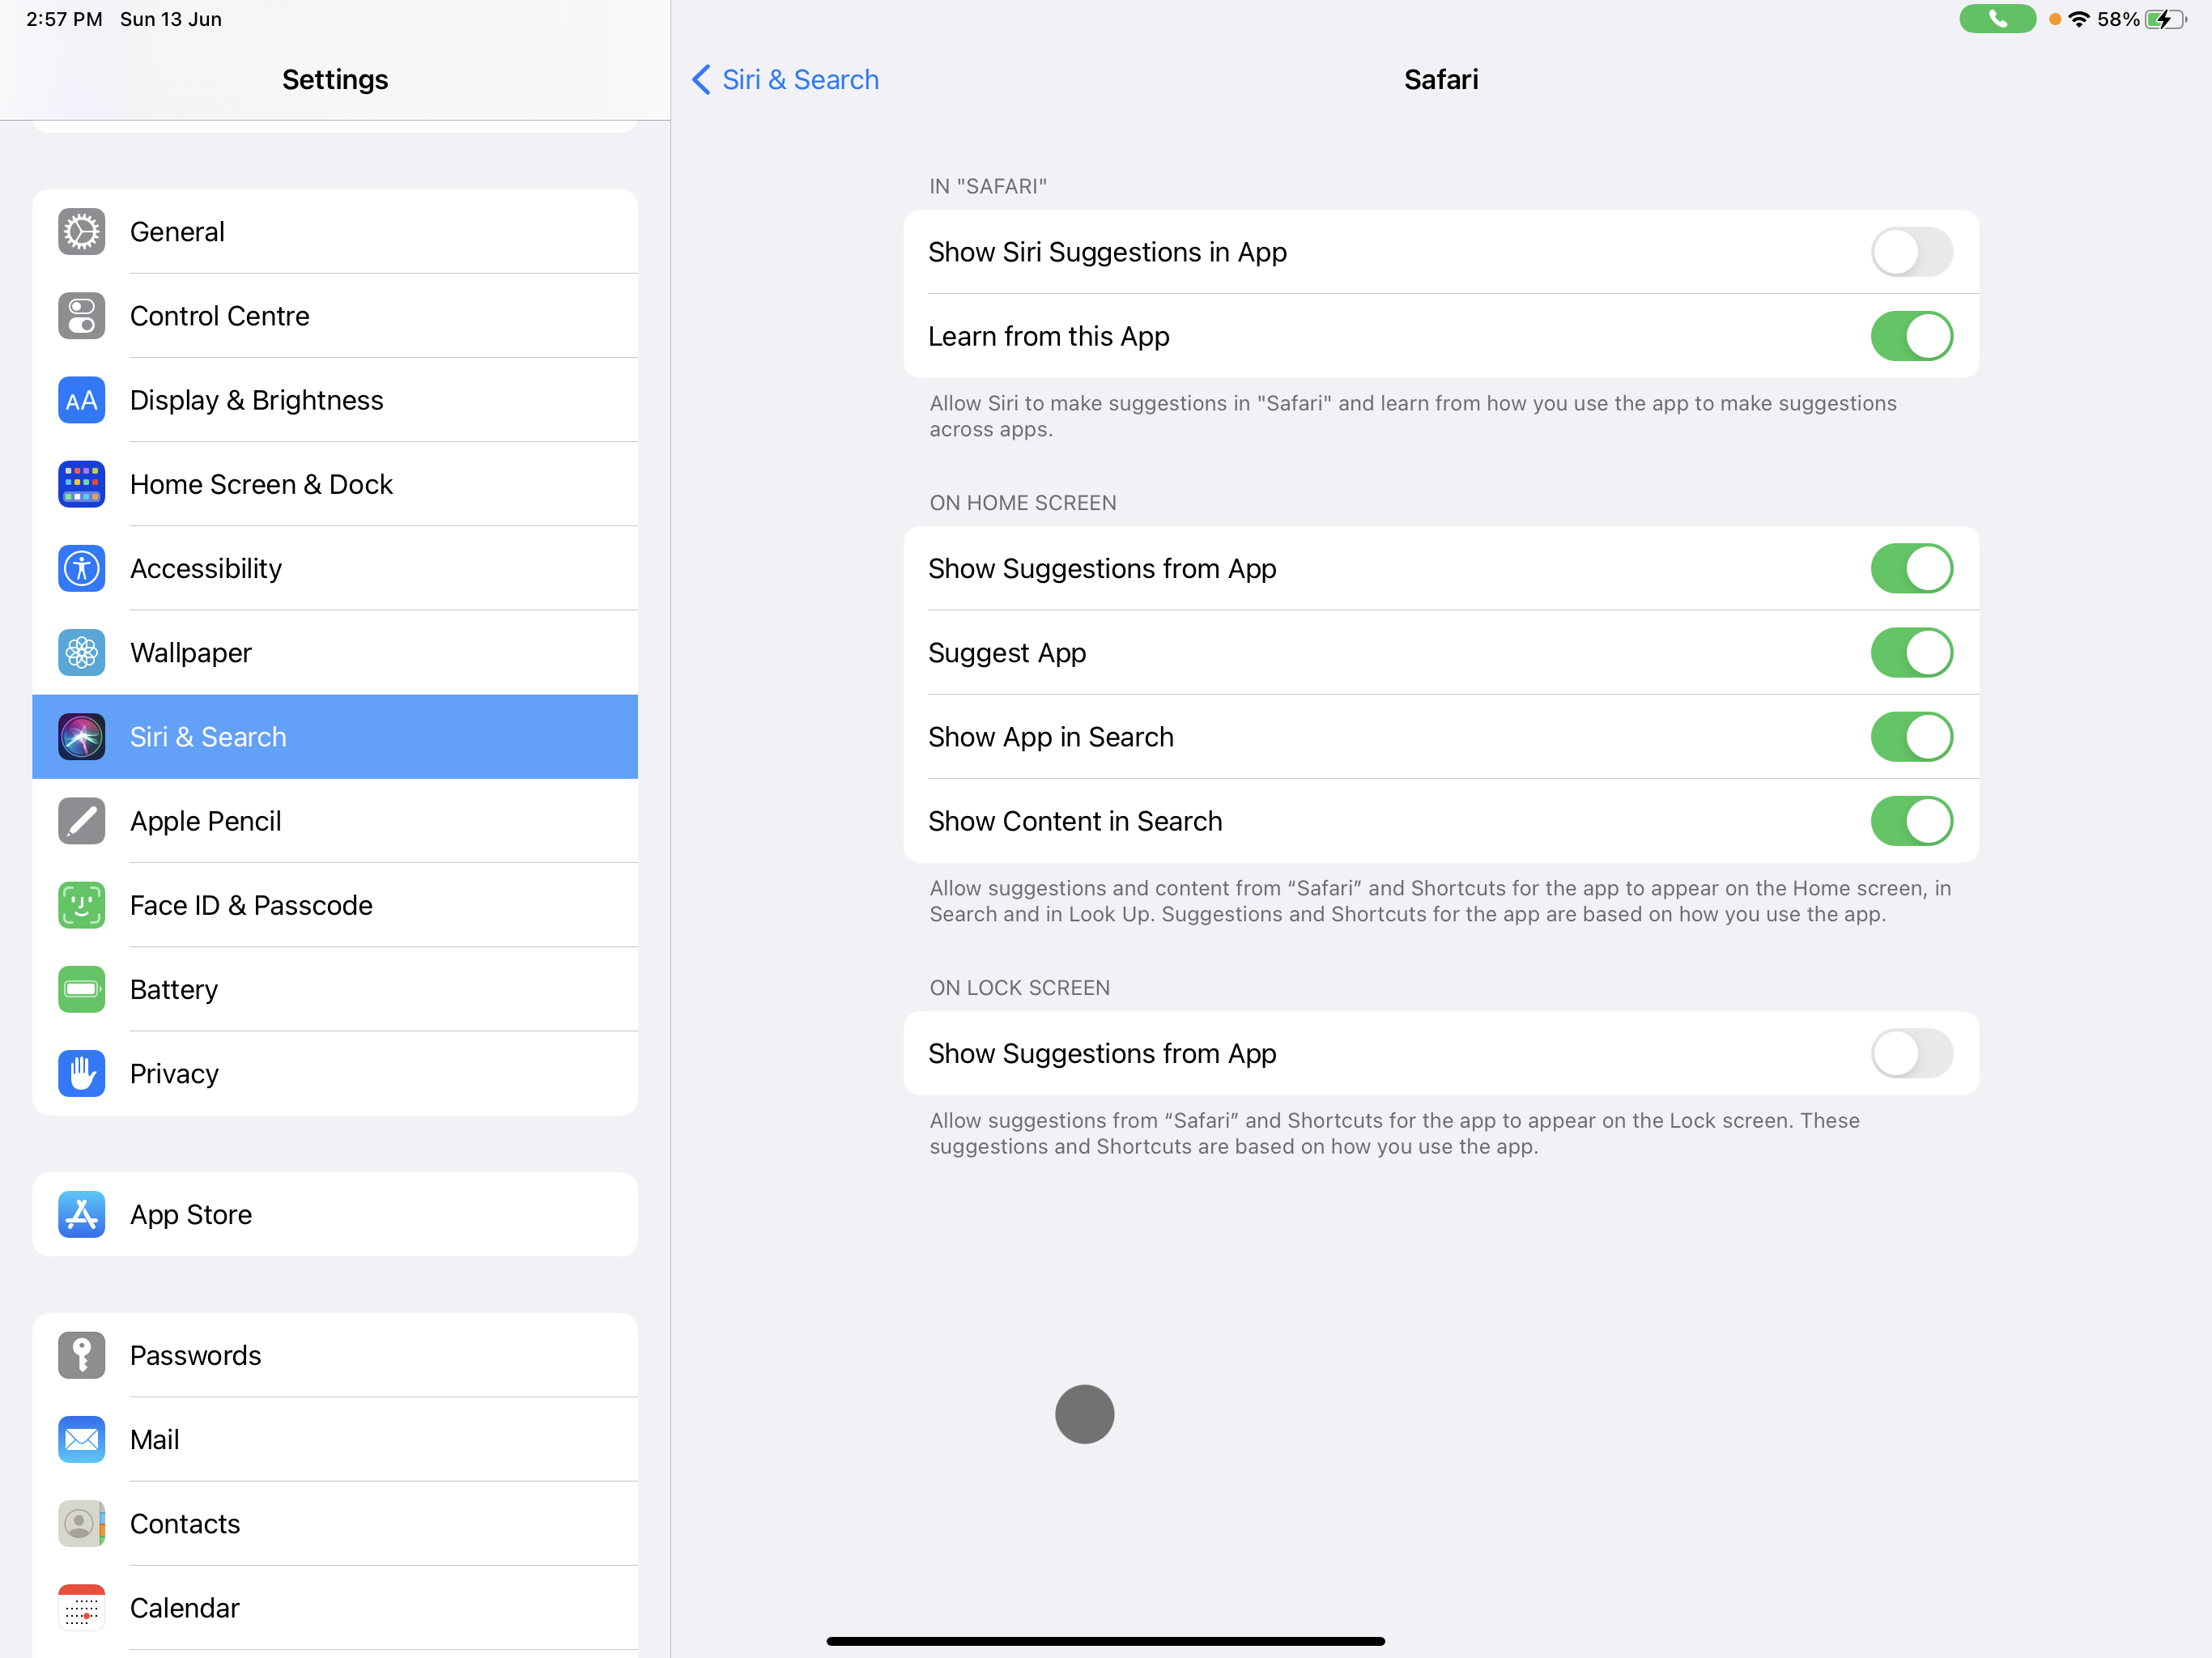 2:57 PM Sun 13 Jun
58%
Settings
General
Control Centre
AA Display & Brightness
Home Screen & Dock
Accessibility
Wallpaper
Siri & Search
Apple Pencil
Face ID & Passcode
Battery
Privacy
App Store
Passwords
Mail
Contacts
Calendar
Siri & Search
Safari
IN "SAFARI"
Show Siri Suggestions in App
Learn from this App
Allow Siri to make suggestions in "Safari" and learn from how you use the app to make suggestions
across apps.
ON HOME SCREEN
Show Suggestions from App
Suggest App
Show App in Search
Show Content in Search
Allow suggestions and content from “Safari” and Shortcuts for the app to appear on the Home screen, in
Search and in Look Up. Suggestions and Shortcuts for the app are based on how you use the app.
ON LOCK SCREEN
Show Suggestions from App
Allow suggestions from “Safari” and Shortcuts for the app to appear on the Lock screen. These
suggestions and Shortcuts are based on how you use the app.